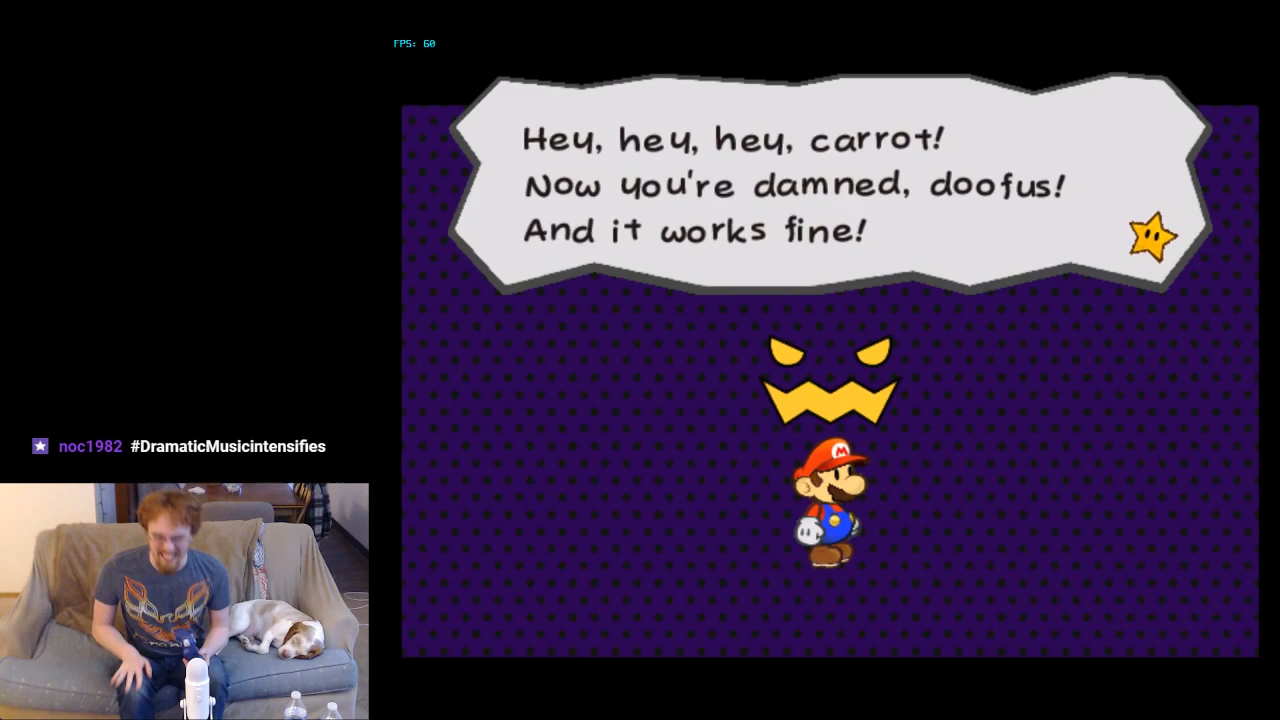 FPS: 60
Hey, hey, hey, carrot!
Now you're damned, doofus!
And it works fine!
M
noc1982 #DramaticMusicintensifies